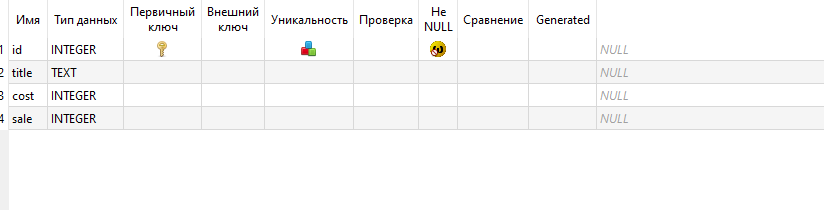 Имя Тип данных Первичный ключ Внешний ключ Уникальность Проверка Не NULL Сравнение Generated
1 id INTEGER NULL
2 title TEXT NULL
3 cost INTEGER NULL
4 sale INTEGER NULL